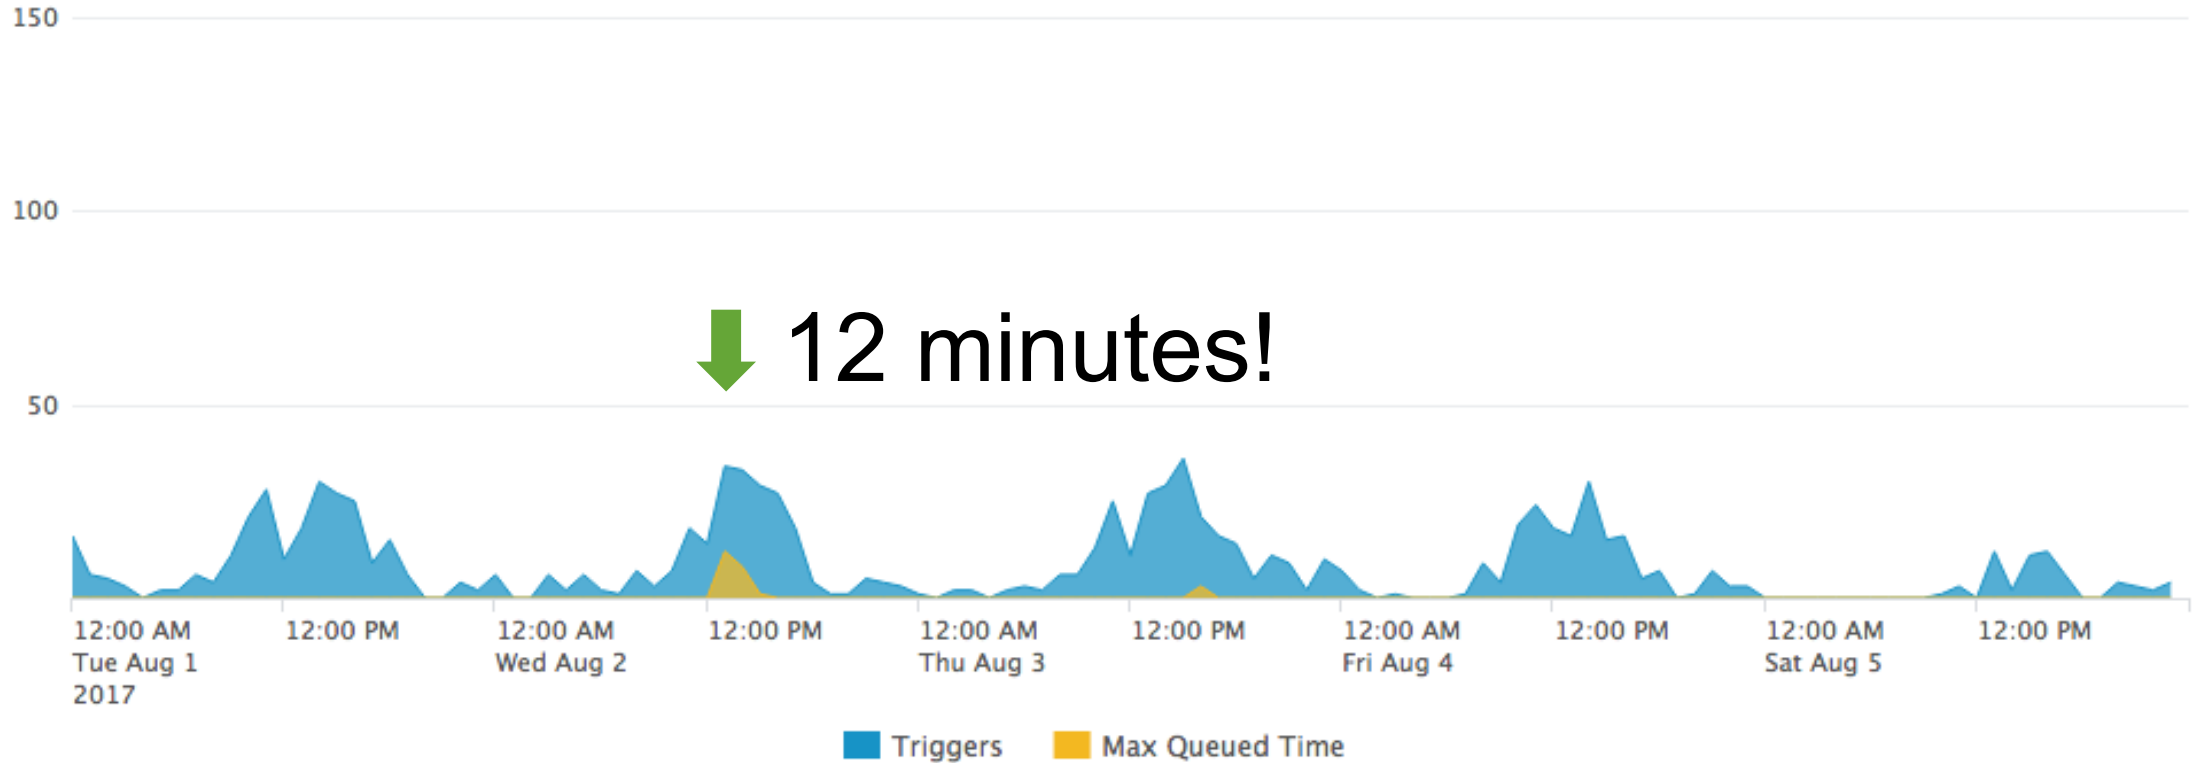 150
100
12 minutes!
50
12:00 AM 12:00 PM 12:00 AM 12:00 PM 12:00 AM 12:00 PM 12:00 AM 12:00 PM 12:00 AM 12:00 PM
Tue Aug 1 Wed Aug 2 Thu Aug 3 Fri Aug 4 Sat Aug 5
2017
Triggers Max Queued Time